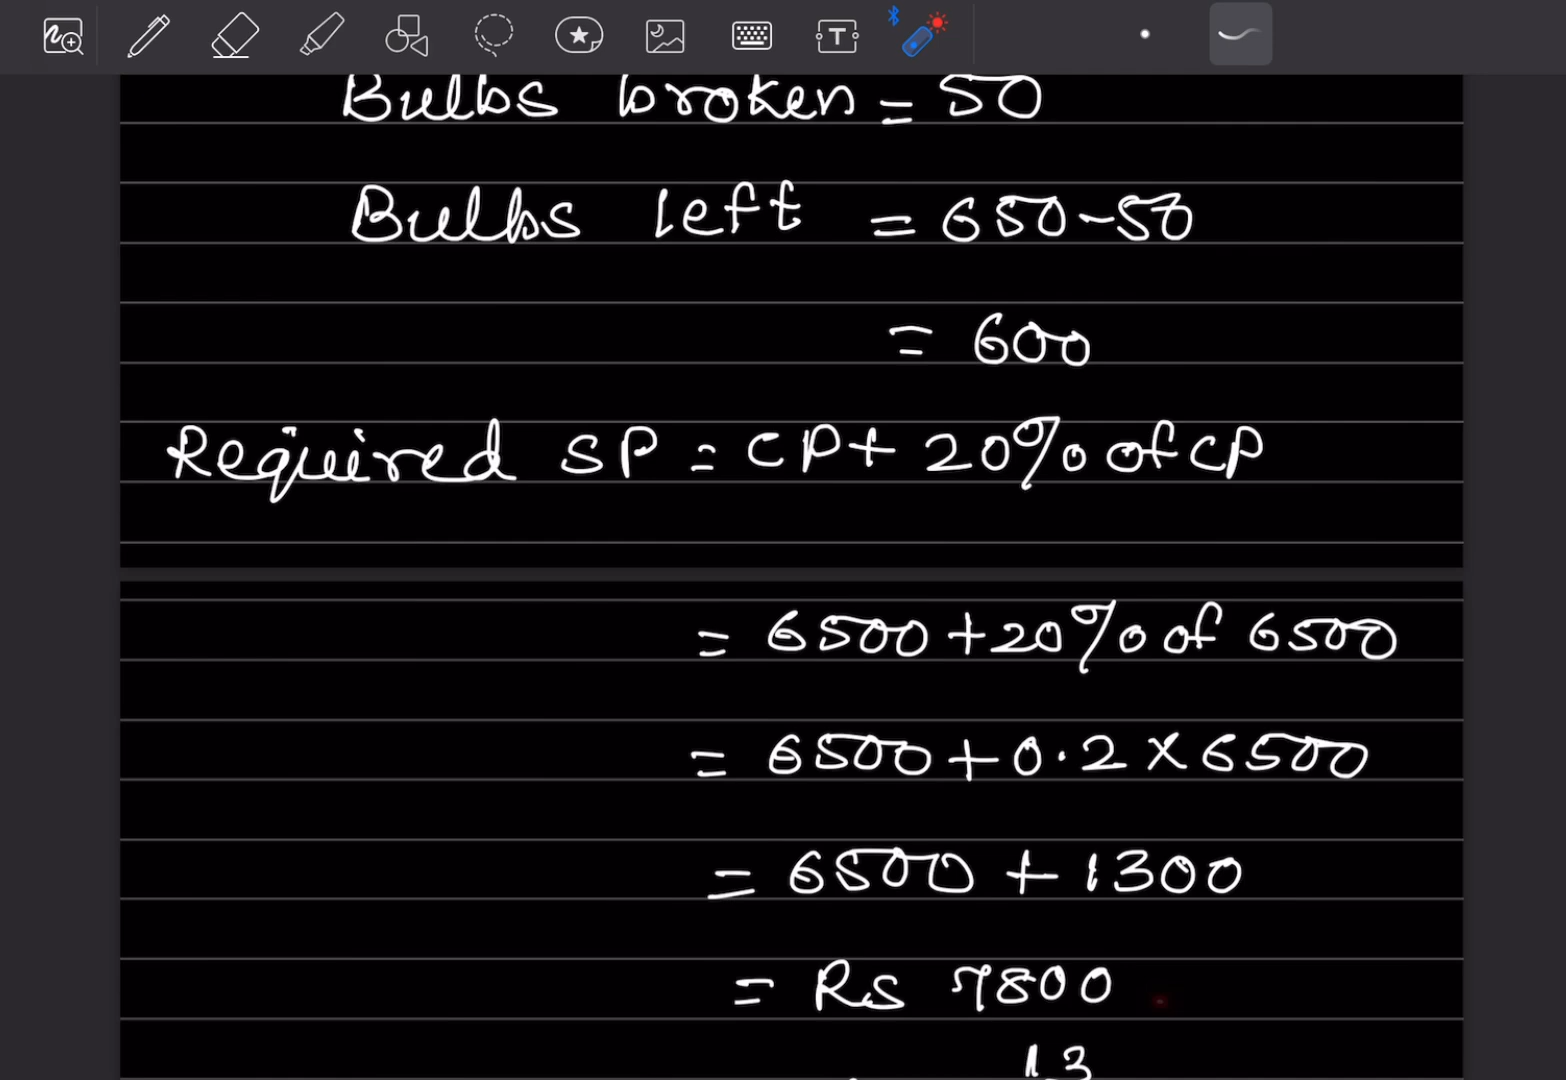 Bulbs broken = 50
Bulbs left = 650-50
= 600
Required SP = CP+ 20% of CP
= 6500 +20% of 6500
= 6500 + 0.2 × 6500
= 6500 + 1300
= Rs 7800
13